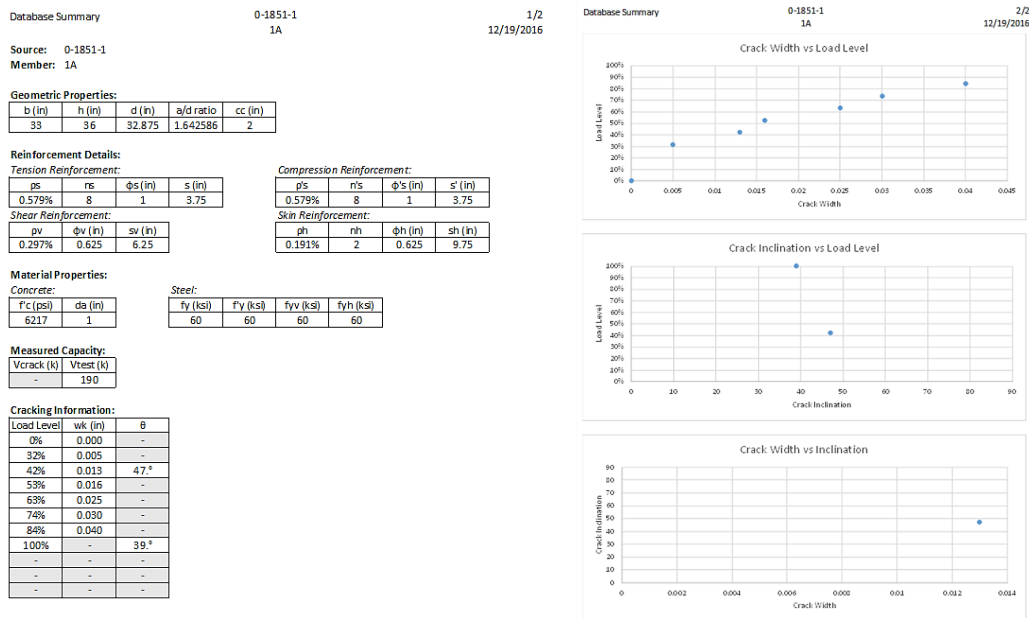 Database Summary 0-1851-1 1/2
1A 12/19/2016
Source: 0-1851-1
Member: 1A
Geometric Properties:
b (in) h (in) d (in) a/d ratio cc (in)
33 36 32.875 1.642586 2
Reinforcement Details:
Tension Reinforcement: Compression Reinforcement:
ρs ns ϕs (in) s (in) ρ's n's ϕ's (in) s' (in)
0.579% 8 1 3.75 0.579% 8 1 3.75
Shear Reinforcement: Skin Reinforcement:
ρv ϕv (in) sv (in) ρh nh ϕh (in) sh (in)
0.297% 0.625 6.25 0.191% 2 0.625 9.75
Material Properties:
Concrete: Steel:
f'c (psi) da (in) fy (ksi) f'y (ksi) fyv (ksi) fyh (ksi)
6217 1 60 60 60 60
Measured Capacity:
Vcrack (k) Vtest (k)
- 190
Cracking Information:
Load Level wk (in) θ
0% 0.000 -
32% 0.005 -
42% 0.013 47.°
53% 0.016 -
63% 0.025 -
74% 0.030 -
84% 0.040 -
100% - 39.°
- - -
- - -
- - -
Database Summary 0-1851-1 2/2
1A 12/19/2016
Crack Width vs Load Level
100%
90%
80%
70%
60%
50%
40%
30%
20%
10%
0%
Load Level
0 0.005 0.01 0.015 0.02 0.025 0.03 0.035 0.04 0.045
Crack Width
Crack Inclination vs Load Level
100%
90%
80%
70%
60%
50%
40%
30%
20%
10%
0%
Load Level
0 10 20 30 40 50 60 70 80 90
Crack Inclination
Crack Width vs Inclination
90
80
70
60
50
40
30
20
10
0
Crack Inclination
0 0.002 0.004 0.006 0.008 0.01 0.012 0.014
Crack Width